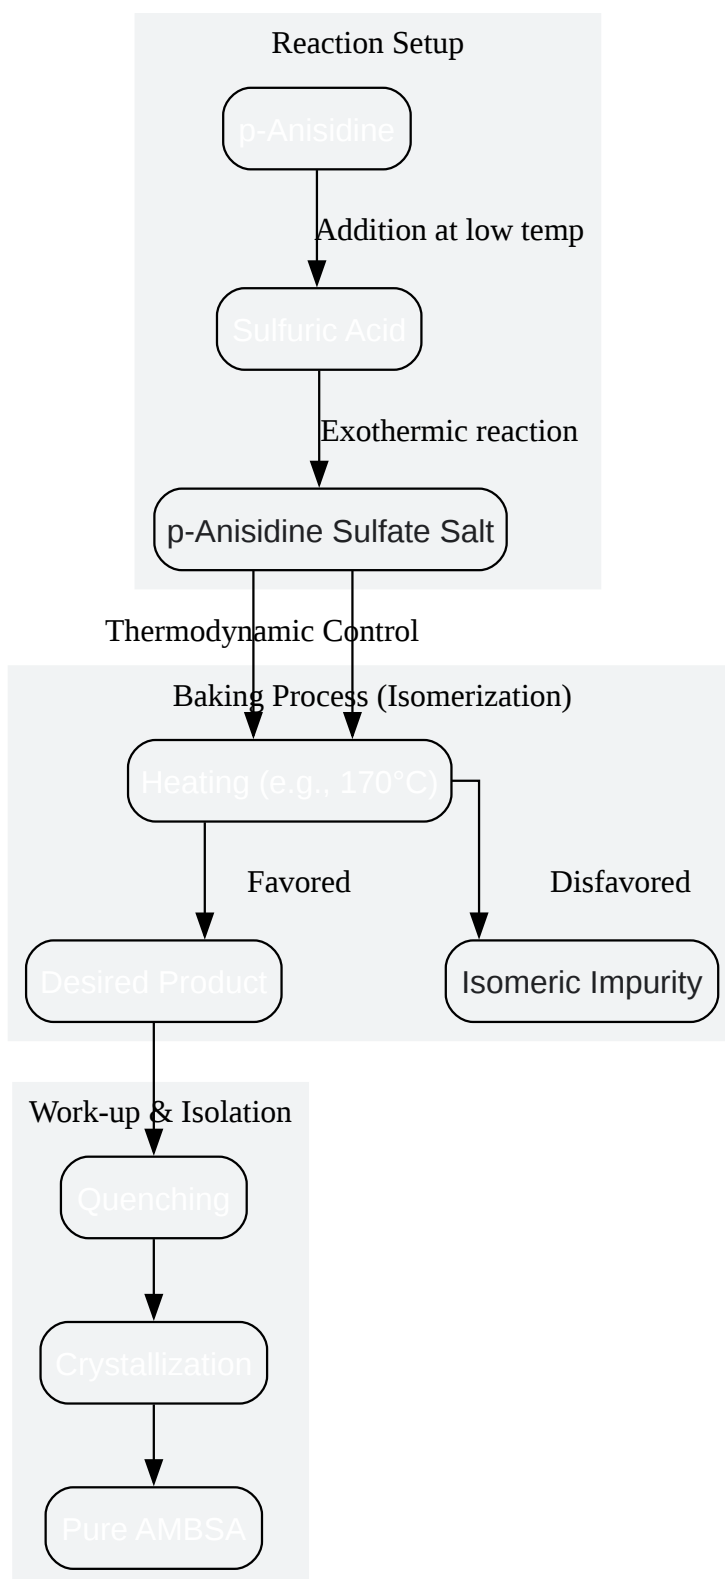 Reaction Setup
p-Anisidine
Addition at low temp
Sulfuric Acid
Exothermic reaction
p-Anisidine Sulfate Salt
Thermodynamic Control
Baking Process (Isomerization)
Heating (e.g., 170°C)
Favored
Disfavored
Desired Product
Isomeric Impurity
Work-up & Isolation
Quenching
Crystallization
Pure AMBSA